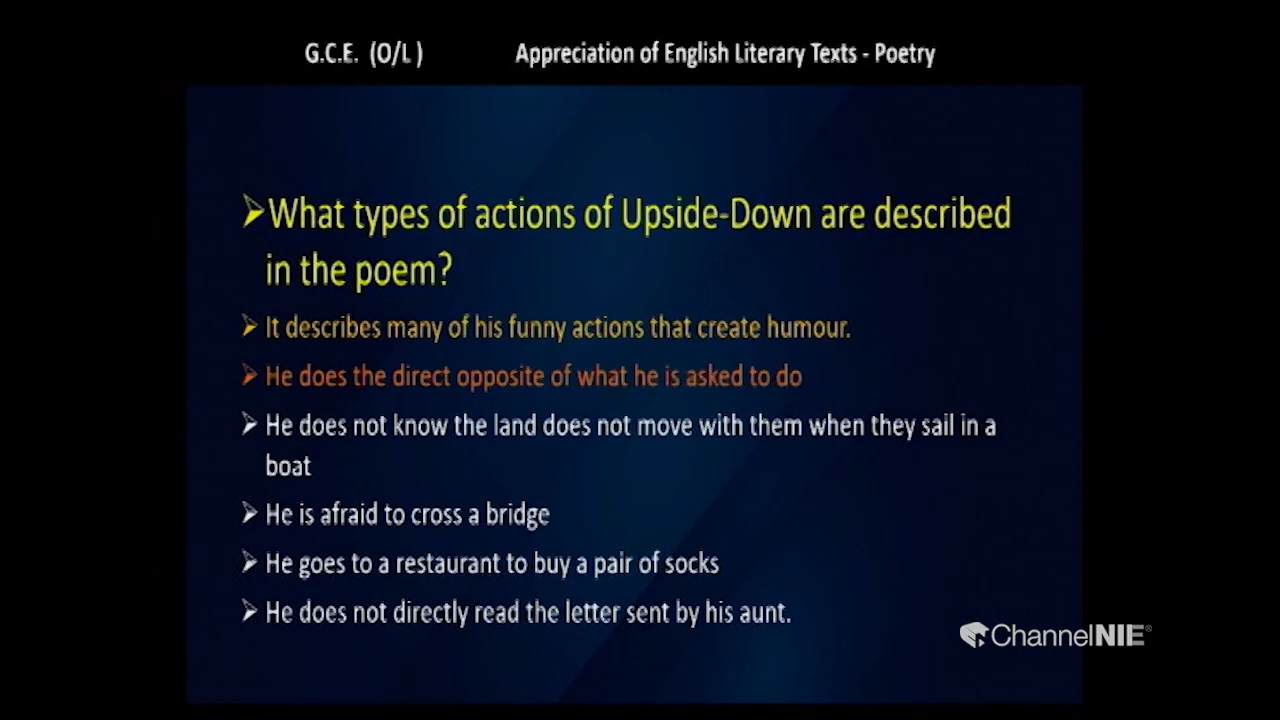 G.C.E. (O/L ) Appreciation of English Literary Texts - Poetry
➢What types of actions of Upside-Down are described
in the poem?
➢ It describes many of his funny actions that create humour.
➢ He does the direct opposite of what he is asked to do
➢ He does not know the land does not move with them when they sail in a
boat
➢ He is afraid to cross a bridge
➢ He goes to a restaurant to buy a pair of socks
➢ He does not directly read the letter sent by his aunt.
ChannelNIE®